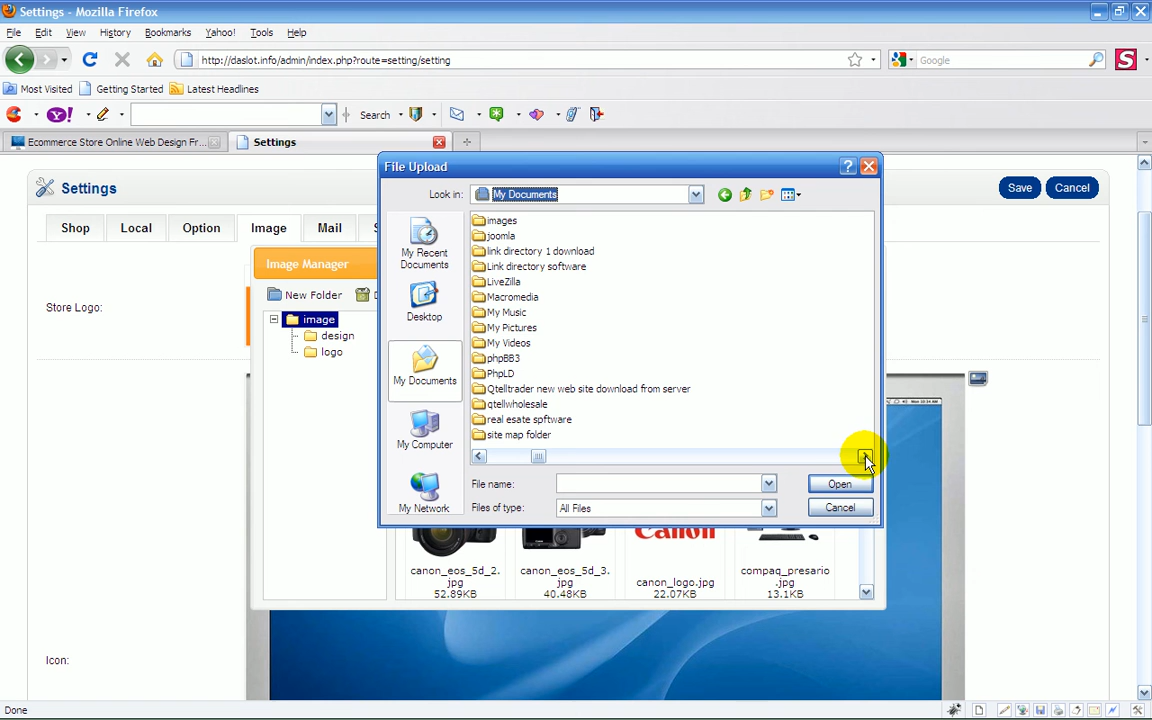 Settings - Mozilla Firefox
File Edit View History Bookmarks Yahoo! Tools Help
http://daslot.info/admin/index.php?route=setting/setting
Google
S
Most Visited Getting Started Latest Headlines
Y! Search
Ecommerce Store Online Web Design Fr... Settings
Settings
Save Cancel
Shop Local Option Image Mail S
Image Manager
New Folder D
image
design
logo
Store Logo:
Icon:
File Upload
Look in: My Documents
My Recent Documents
Desktop
My Documents
My Computer
My Network
images
joomla
link directory 1 download
Link directory software
LiveZilla
Macromedia
My Music
My Pictures
My Videos
phpBB3
PhpLD
Qtelltrader new web site download from server
qtellwholesale
real esate spftware
site map folder
File name: Open
Files of type: All Files Cancel
Canon
canon_eos_5d_2.
jpg
52.89KB
canon_eos_5d_3.
jpg
40.48KB
canon_logo.jpg
22.07KB
compaq_presario
.jpg
13.1KB
Done